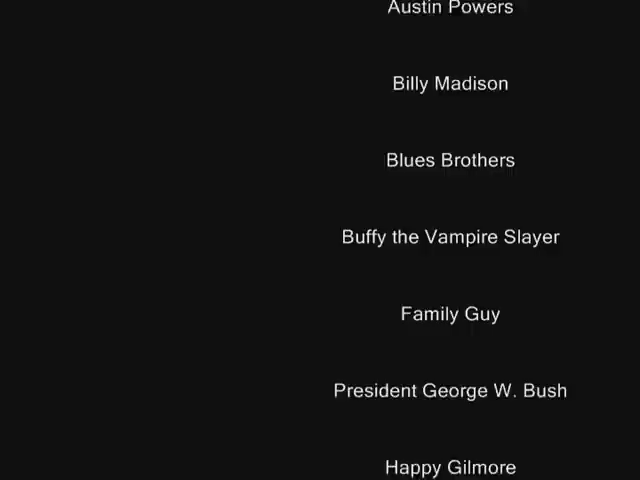 Austin Powers
Billy Madison
Blues Brothers
Buffy the Vampire Slayer
Family Guy
President George W. Bush
Happy Gilmore